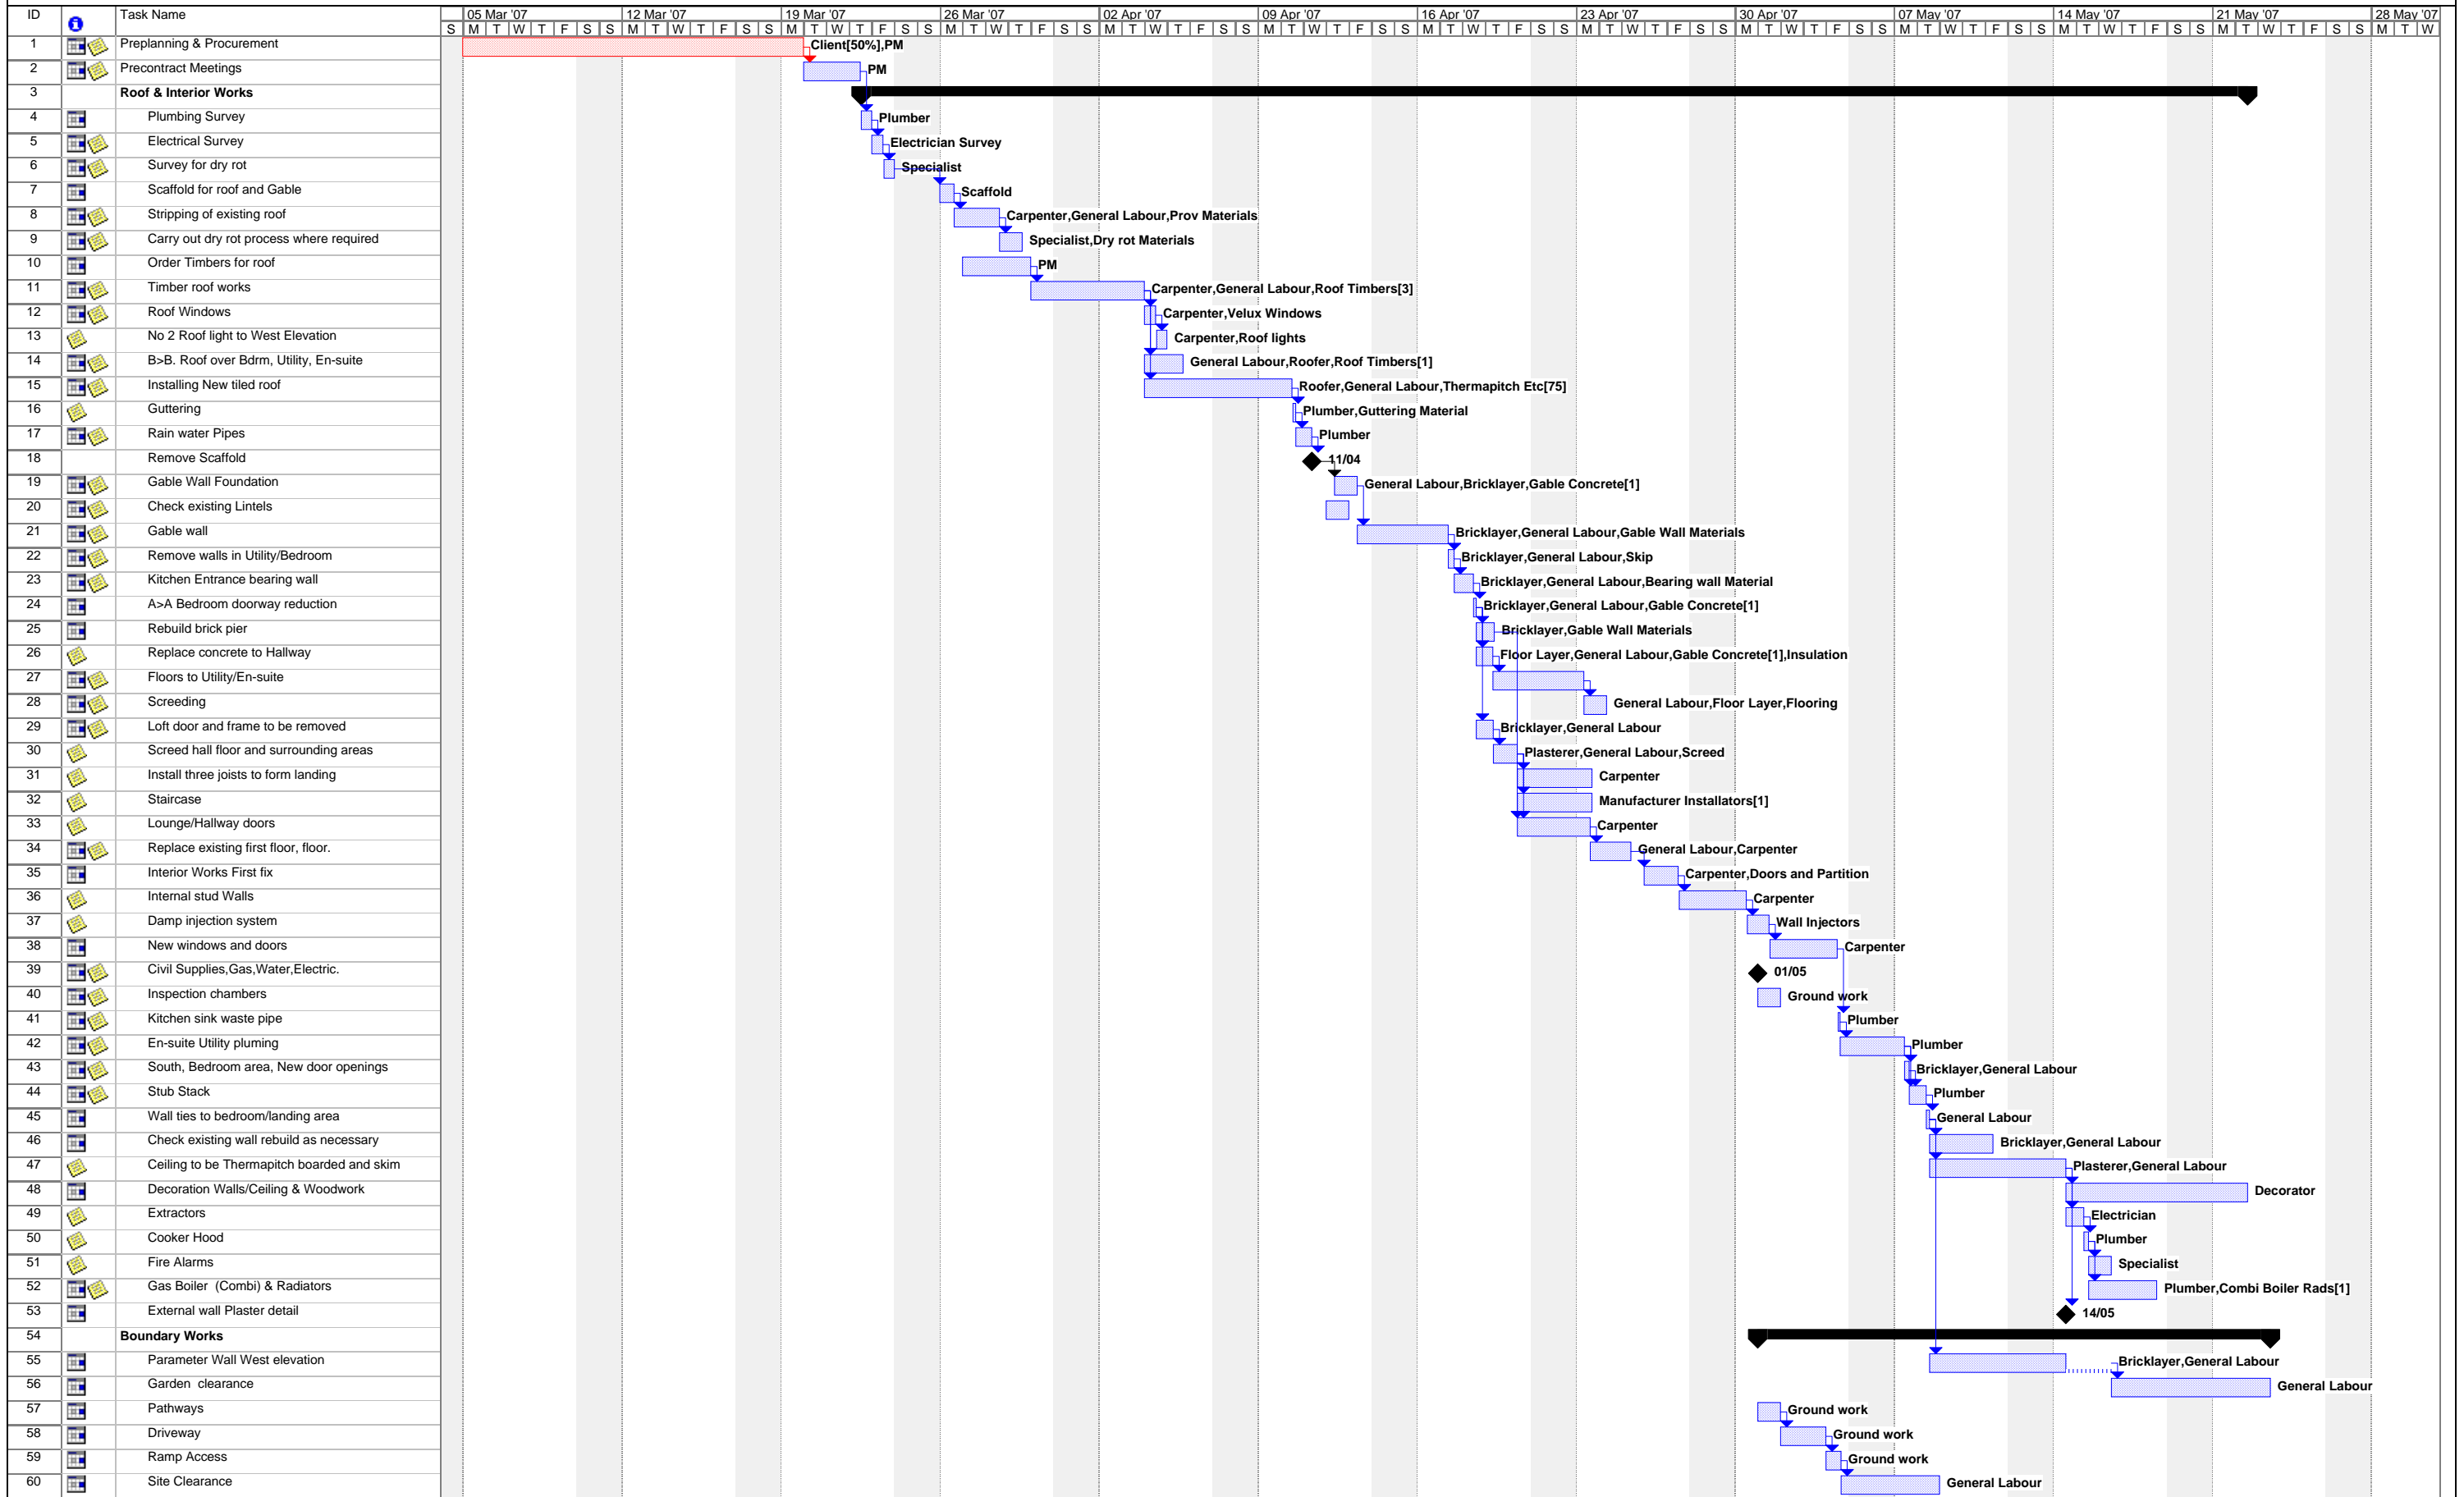 ID Task Name 05 Mar '07 12 Mar '07 19 Mar '07 26 Mar '07 02 Apr '07 09 Apr '07 16 Apr '07 23 Apr '07 30 Apr '07 07 May '07 14 May '07 21 May '07 28 May '07
S M T W T F S S M T W T F S S M T W T F S S M T W T F S S M T W T F S S M T W T F S S M T W T F S S M T W T F S S M T W T F S S M T W T F S S M T W T F S S M T W T F S S M T W
1 Preplanning & Procurement Client[50%],PM
2 Precontract Meetings PM
3 Roof & Interior Works
4 Plumbing Survey Plumber
5 Electrical Survey Electrician Survey
6 Survey for dry rot Specialist
7 Scaffold for roof and Gable Scaffold
8 Stripping of existing roof Carpenter,General Labour,Prov Materials
9 Carry out dry rot process where required Specialist,Dry rot Materials
10 Order Timbers for roof PM
11 Timber roof works Carpenter,General Labour,Roof Timbers[3]
12 Roof Windows Carpenter,Velux Windows
13 No 2 Roof light to West Elevation Carpenter,Roof lights
14 B>B. Roof over Bdrm, Utility, En-suite General Labour,Roofer,Roof Timbers[1]
15 Installing New tiled roof Roofer,General Labour,Thermapitch Etc[75]
16 Guttering Plumber,Guttering Material
17 Rain water Pipes Plumber
18 Remove Scaffold 11/04
19 Gable Wall Foundation General Labour,Bricklayer,Gable Concrete[1]
20 Check existing Lintels
21 Gable wall Bricklayer,General Labour,Gable Wall Materials
22 Remove walls in Utility/Bedroom Bricklayer,General Labour,Skip
23 Kitchen Entrance bearing wall Bricklayer,General Labour,Bearing wall Material
24 A>A Bedroom doorway reduction Bricklayer,General Labour,Gable Concrete[1]
25 Rebuild brick pier Bricklayer,Gable Wall Materials
26 Replace concrete to Hallway Floor Layer,General Labour,Gable Concrete[1],Insulation
27 Floors to Utility/En-suite
28 Screeding General Labour,Floor Layer,Flooring
29 Loft door and frame to be removed Bricklayer,General Labour
30 Screed hall floor and surrounding areas Plasterer,General Labour,Screed
31 Install three joists to form landing Carpenter
32 Staircase Manufacturer Installators[1]
33 Lounge/Hallway doors Carpenter
34 Replace existing first floor, floor. General Labour,Carpenter
35 Interior Works First fix Carpenter,Doors and Partition
36 Internal stud Walls Carpenter
37 Damp injection system Wall Injectors
38 New windows and doors Carpenter
39 Civil Supplies,Gas,Water,Electric. 01/05
40 Inspection chambers Ground work
41 Kitchen sink waste pipe Plumber
42 En-suite Utility pluming Plumber
43 South, Bedroom area, New door openings Bricklayer,General Labour
44 Stub Stack Plumber
45 Wall ties to bedroom/landing area General Labour
46 Check existing wall rebuild as necessary Bricklayer,General Labour
47 Ceiling to be Thermapitch boarded and skim Plasterer,General Labour
48 Decoration Walls/Ceiling & Woodwork Decorator
49 Extractors Electrician
50 Cooker Hood Plumber
51 Fire Alarms Specialist
52 Gas Boiler (Combi) & Radiators Plumber,Combi Boiler Rads[1]
53 External wall Plaster detail 14/05
54 Boundary Works
55 Parameter Wall West elevation Bricklayer,General Labour
56 Garden clearance General Labour
57 Pathways Ground work
58 Driveway Ground work
59 Ramp Access Ground work
60 Site Clearance General Labour